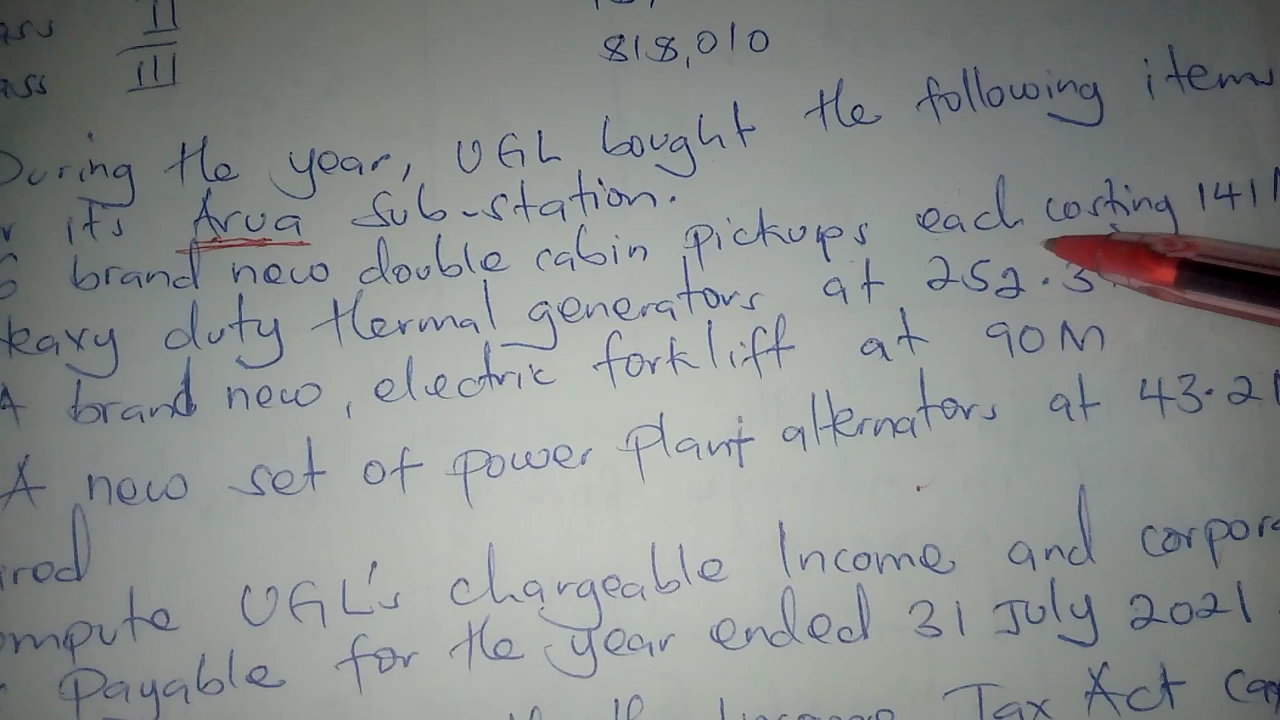 II
III
818,010
During the year, UGL bought the following items
its Arua sub-station.
brand new double cabin pickups each costing 141
heavy duty thermal generators at 252.3
A brand new, electric forklift at 90M
A new set of power plant alternators at 43.2
compute UGL's chargeable Income and
payable for the year ended 31 July 2021
Tax Act